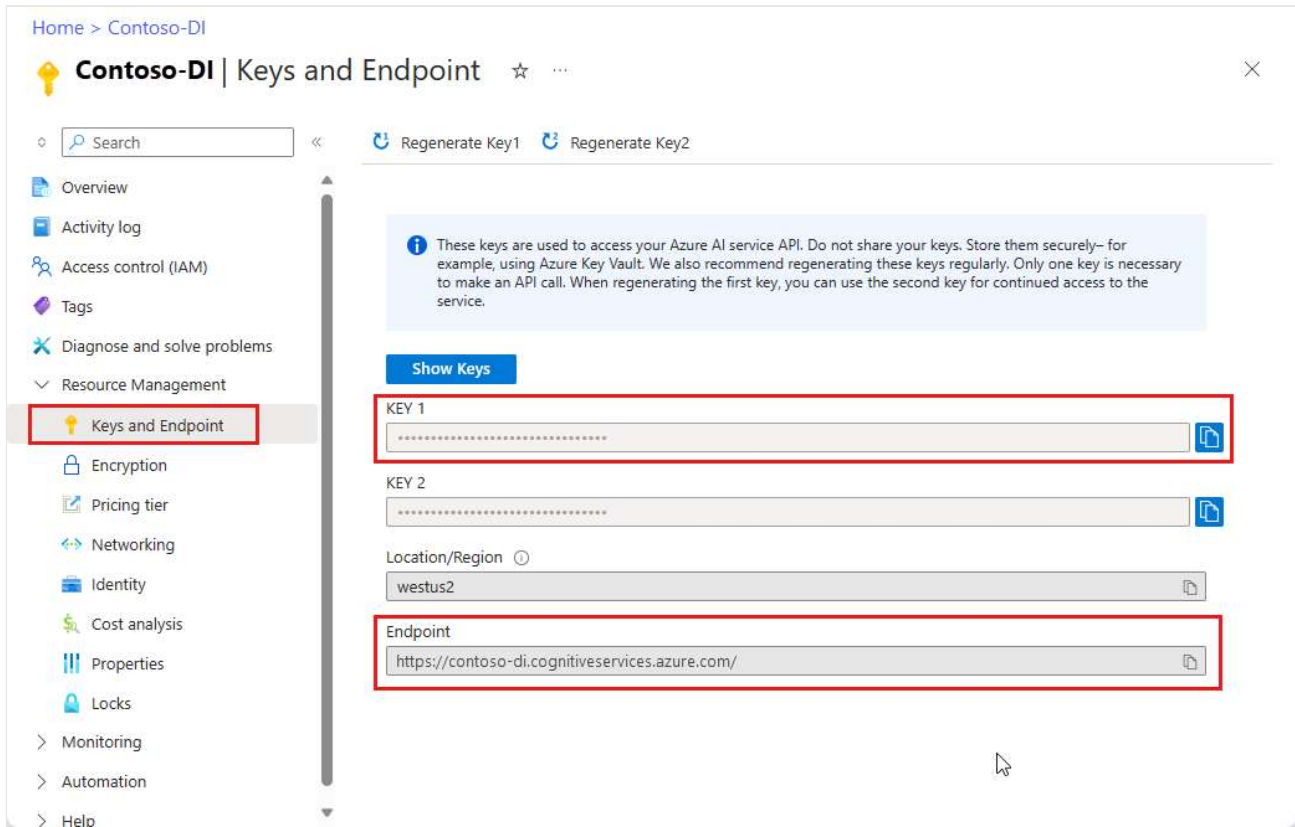 Home > Contoso-DI
Contoso-DI | Keys and Endpoint
Search
Regenerate Key1
Regenerate Key2
Overview
Activity log
Access control (IAM)
Tags
Diagnose and solve problems
Resource Management
Keys and Endpoint
Encryption
Pricing tier
Networking
Identity
Cost analysis
Properties
Locks
Monitoring
Automation
Help
These keys are used to access your Azure AI service API. Do not share your keys. Store them securely– for
example, using Azure Key Vault. We also recommend regenerating these keys regularly. Only one key is necessary
to make an API call. When regenerating the first key, you can use the second key for continued access to the
service.
Show Keys
KEY 1
••••••••••••••••••••••••••••••••
KEY 2
••••••••••••••••••••••••••••••••
Location/Region
westus2
Endpoint
https://contoso-di.cognitiveservices.azure.com/